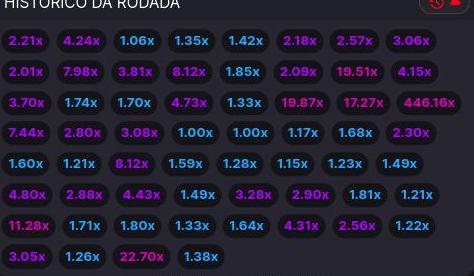 HISTÓRICO DA RODADA
2.21x 4.24x 1.06x 1.35x 1.42x 2.18x 2.57x 3.06x
2.01x 7.98x 3.81x 8.12x 1.85x 2.09x 19.51x 4.15x
3.70x 1.74x 1.70x 4.73x 1.33x 19.87x 17.27x 446.16x
7.44x 2.80x 3.08x 1.00x 1.00x 1.17x 1.68x 2.30x
1.60x 1.21x 8.12x 1.59x 1.28x 1.15x 1.23x 1.49x
4.80x 2.88x 4.43x 1.49x 3.28x 2.90x 1.81x 1.21x
11.28x 1.71x 1.80x 1.33x 1.64x 4.31x 2.56x 1.22x
3.05x 1.26x 22.70x 1.38x